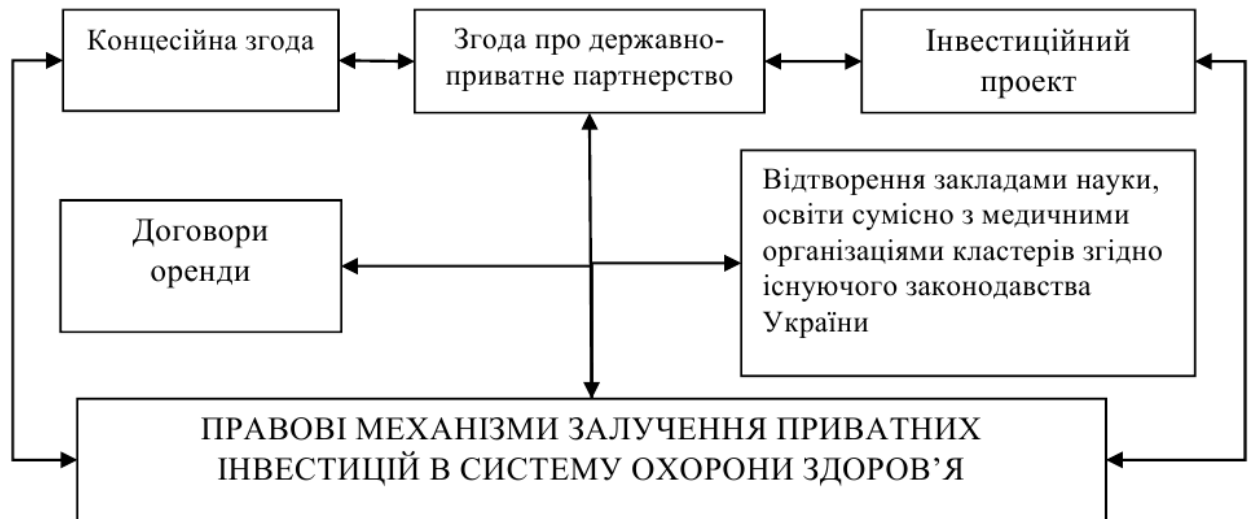 Концесійна згода
Згода про державно-
приватне партнерство
Інвестиційний
проект
Договори
оренди
Відтворення закладами науки,
освіти сумісно з медичними
організаціями кластерів згідно
існуючого законодавства
України
ПРАВОВІ МЕХАНІЗМИ ЗАЛУЧЕННЯ ПРИВАТНИХ
ІНВЕСТИЦІЙ В СИСТЕМУ ОХОРОНИ ЗДОРОВ’Я